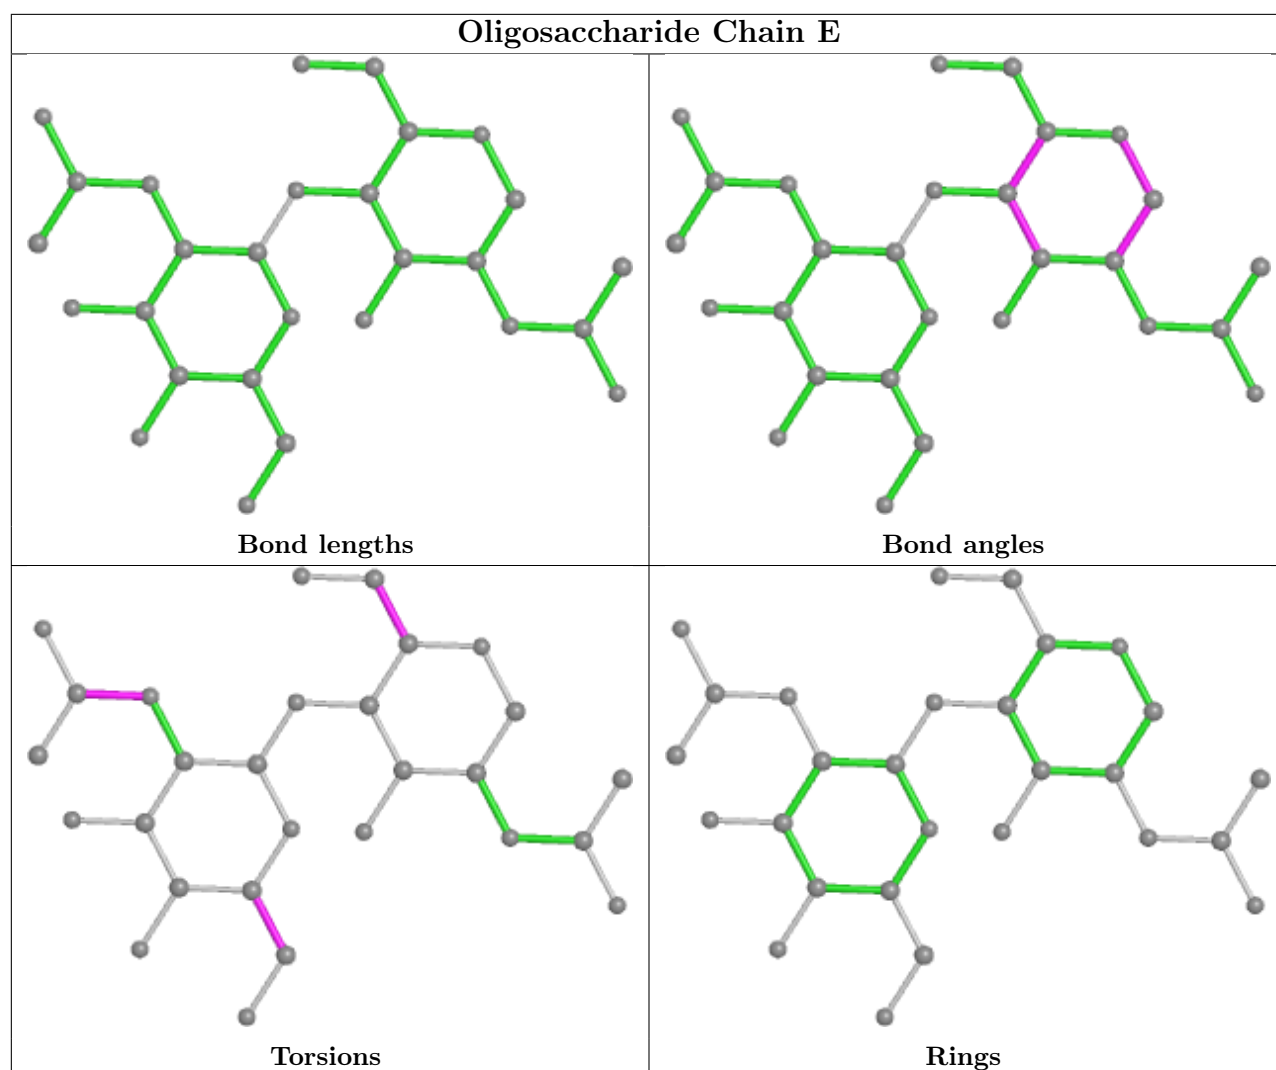 Oligosaccharide Chain E
Bond lengths
Bond angles
Torsions
Rings